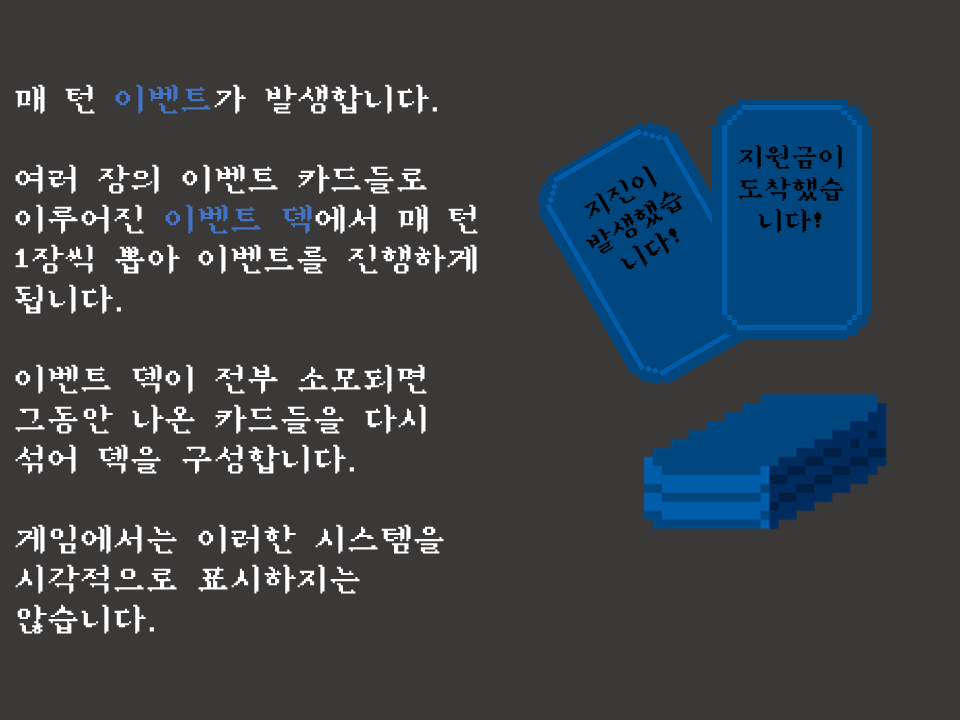 매 턴 이벤트가 발생합니다.
여러 장의 이벤트 카드들로
이루어진 이벤트 덱에서 매 턴
1장씩 뽑아 이벤트를 진행하게
됩니다.
이벤트 덱이 전부 소모되면
그동안 나온 카드들을 다시
섞어 덱을 구성합니다.
게임에서는 이러한 시스템을
시각적으로 표시하지는
않습니다.
지진이
발생했습
니다!
지원금이
도착했습
니다!